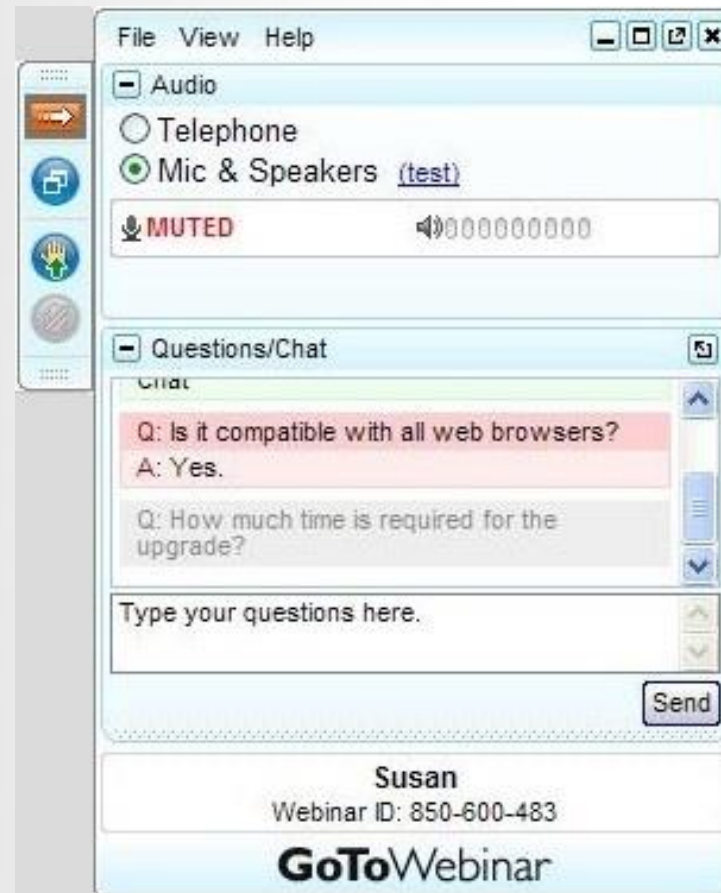 File View Help
Audio
Telephone
Mic & Speakers (test)
MUTED
Questions/Chat
Chat
Q: Is it compatible with all web browsers?
A: Yes.
Q: How much time is required for the
upgrade?
Type your questions here.
Send
Susan
Webinar ID: 850-600-483
GoToWebinar